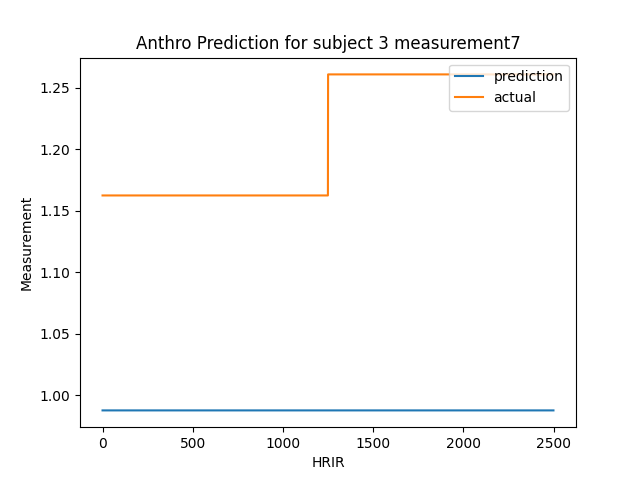 Anthro Prediction for subject 3 measurement7
prediction
actual
1.25
1.20
1.15
1.10
1.05
1.00
Measurement
0 500 1000 1500 2000 2500
HRIR